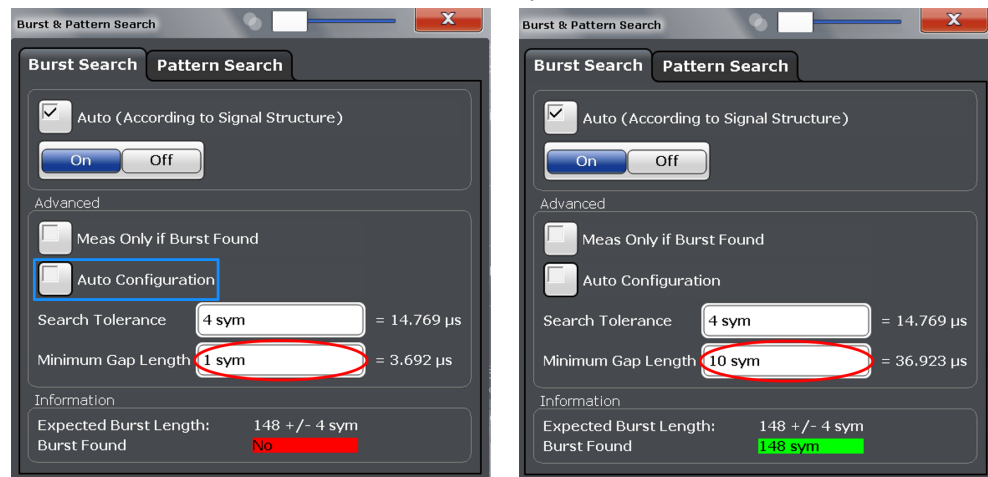 Burst & Pattern Search
X
Burst Search
Pattern Search
Auto (According to Signal Structure)
On
Off
Advanced
Meas Only if Burst Found
Auto Configuration
Search Tolerance 4 sym = 14.769 µs
Minimum Gap Length 1 sym = 3.692 µs
Information
Expected Burst Length: 148 +/- 4 sym
Burst Found No
Burst & Pattern Search
X
Burst Search
Pattern Search
Auto (According to Signal Structure)
On
Off
Advanced
Meas Only if Burst Found
Auto Configuration
Search Tolerance 4 sym = 14.769 µs
Minimum Gap Length 10 sym = 36.923 µs
Information
Expected Burst Length: 148 +/- 4 sym
Burst Found 148 sym